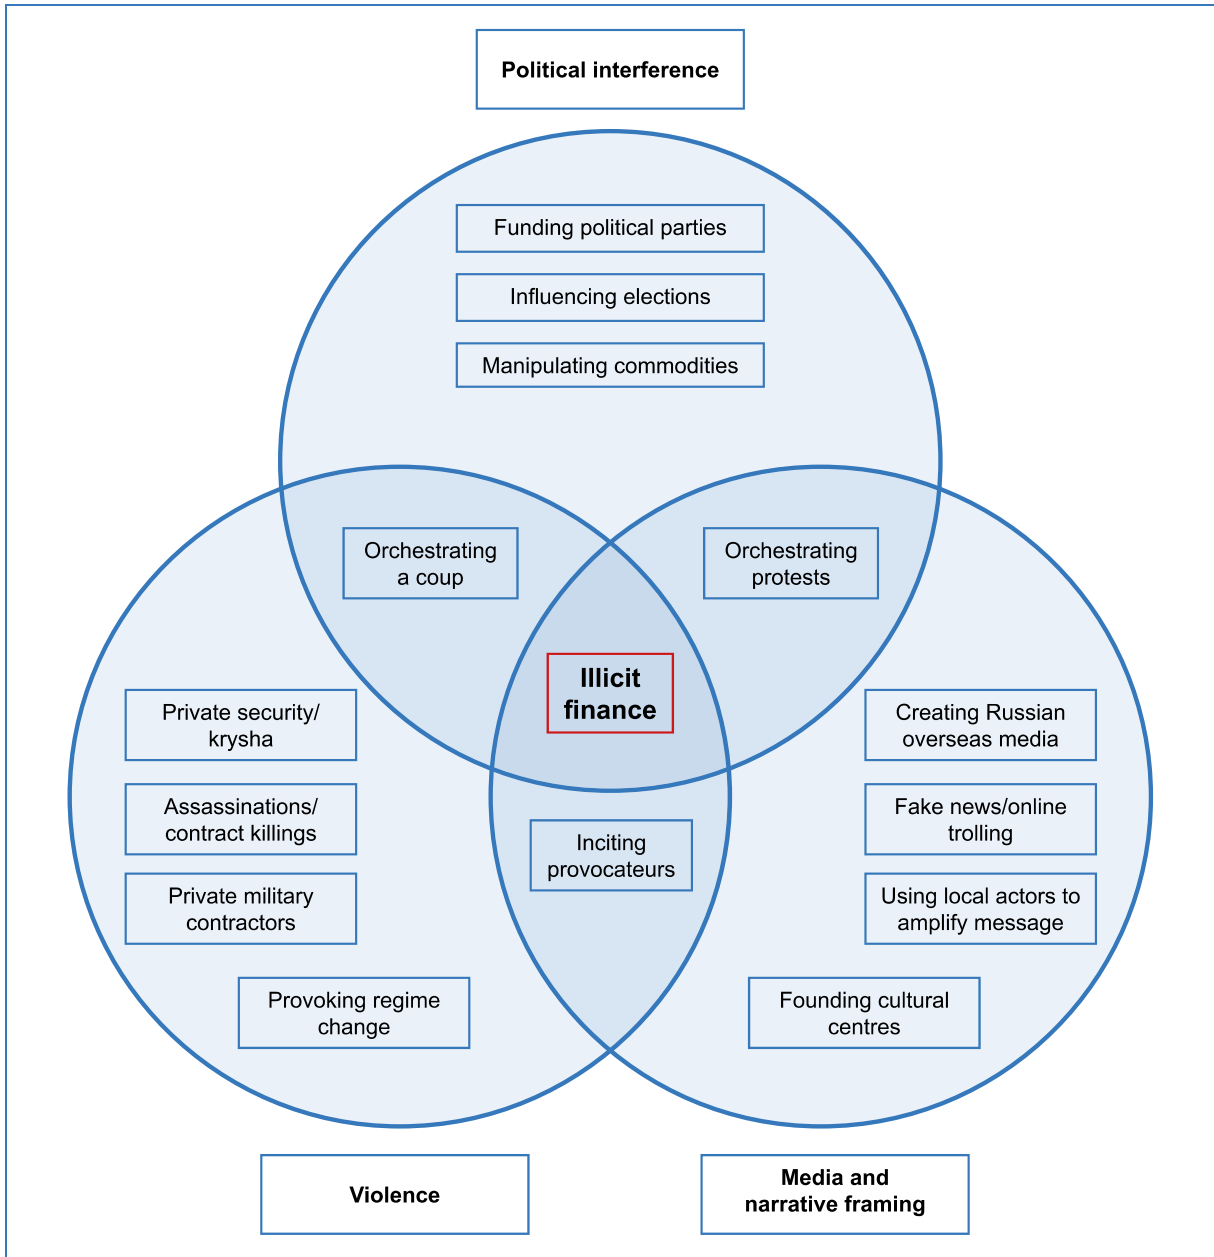 Political interference
Funding political parties
Influencing elections
Manipulating commodities
Orchestrating
a coup
Orchestrating
protests
Illicit
finance
Private security/
krysha
Assassinations/
contract killings
Private military
contractors
Provoking regime
change
Inciting
provocateurs
Creating Russian
overseas media
Fake news/online
trolling
Using local actors to
amplify message
Founding cultural
centres
Violence
Media and
narrative framing